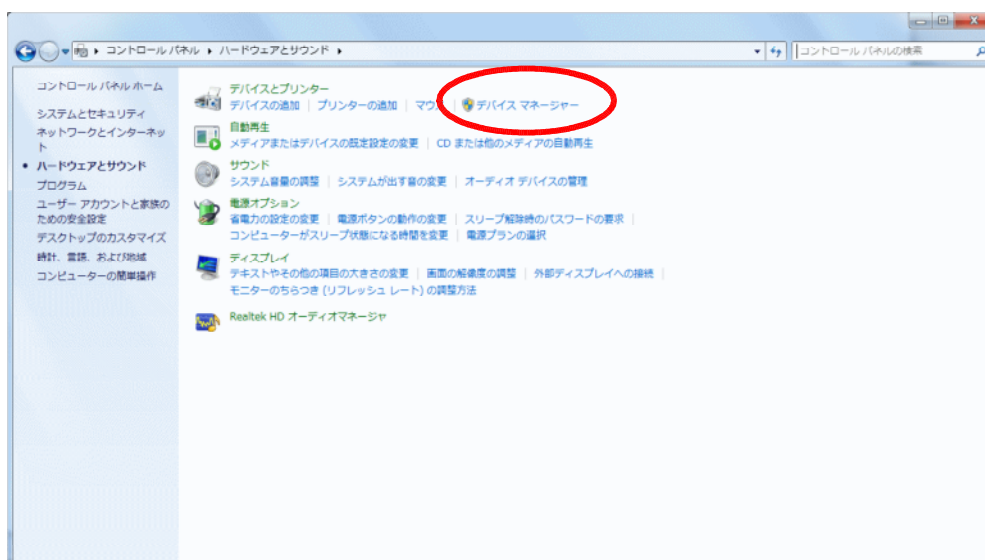 コントロール パネル ▸ ハードウェアとサウンド ▸
コントロール パネルの検索
コントロール パネル ホーム
システムとセキュリティ
ネットワークとインターネッ
ト
ハードウェアとサウンド
プログラム
ユーザー アカウントと家族の
ための安全設定
デスクトップのカスタマイズ
時計、言語、および地域
コンピューターの簡単操作
デバイスとプリンター
デバイスの追加 | プリンターの追加 | マウ | デバイス マネージャー
自動再生
メディアまたはデバイスの既定設定の変更 | CD または他のメディアの自動再生
サウンド
システム音量の調整 | システムが出す音の変更 | オーディオ デバイスの管理
電源オプション
省電力の設定の変更 | 電源ボタンの動作の変更 | スリープ解除時のパスワードの要求 |
コンピューターがスリープ状態になる時間を変更 | 電源プランの選択
ディスプレイ
テキストやその他の項目の大きさの変更 | 画面の解像度の調整 | 外部ディスプレイへの接続 |
モニターのちらつき (リフレッシュ レート) の調整方法
Realtek HD オーディオマネージャ